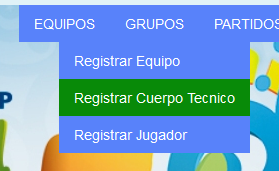 EQUIPOS GRUPOS PARTIDOS
Registrar Equipo
Registrar Cuerpo Tecnico
Registrar Jugador